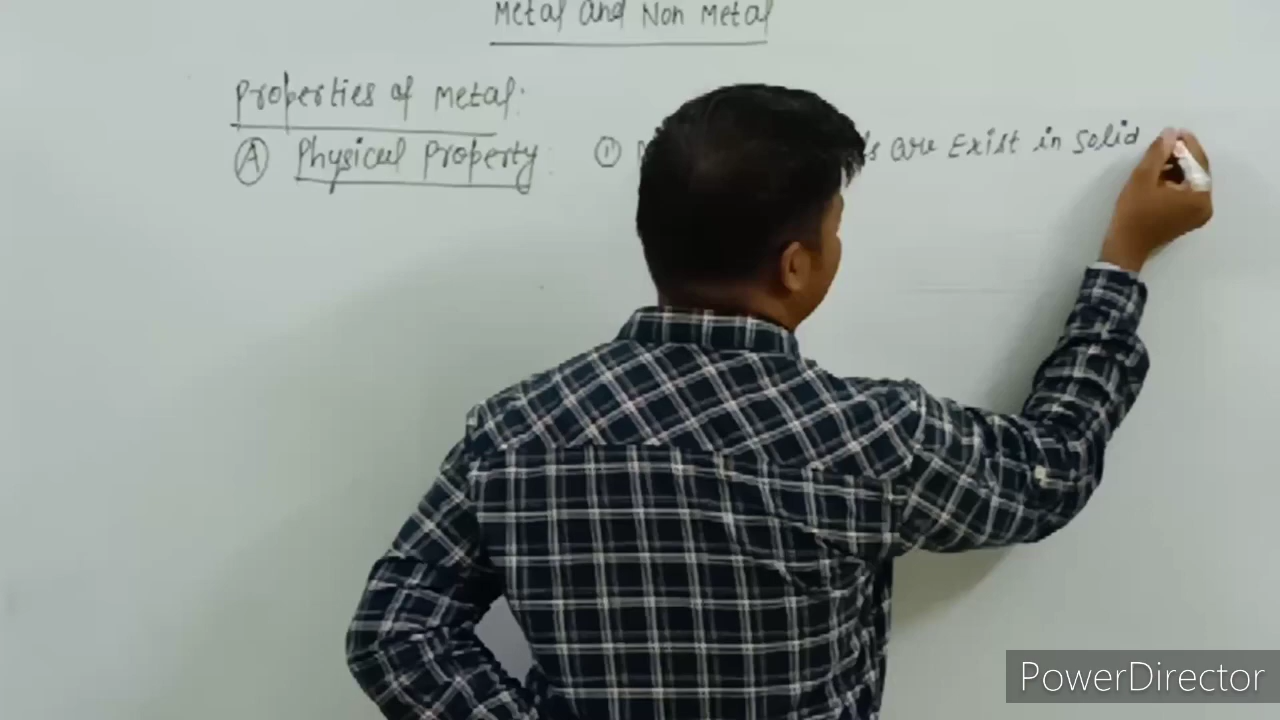 Metal and Non Metal
Properties of Metal:
Ⓐ Physical Property: ① are Exist in Solid
PowerDirector